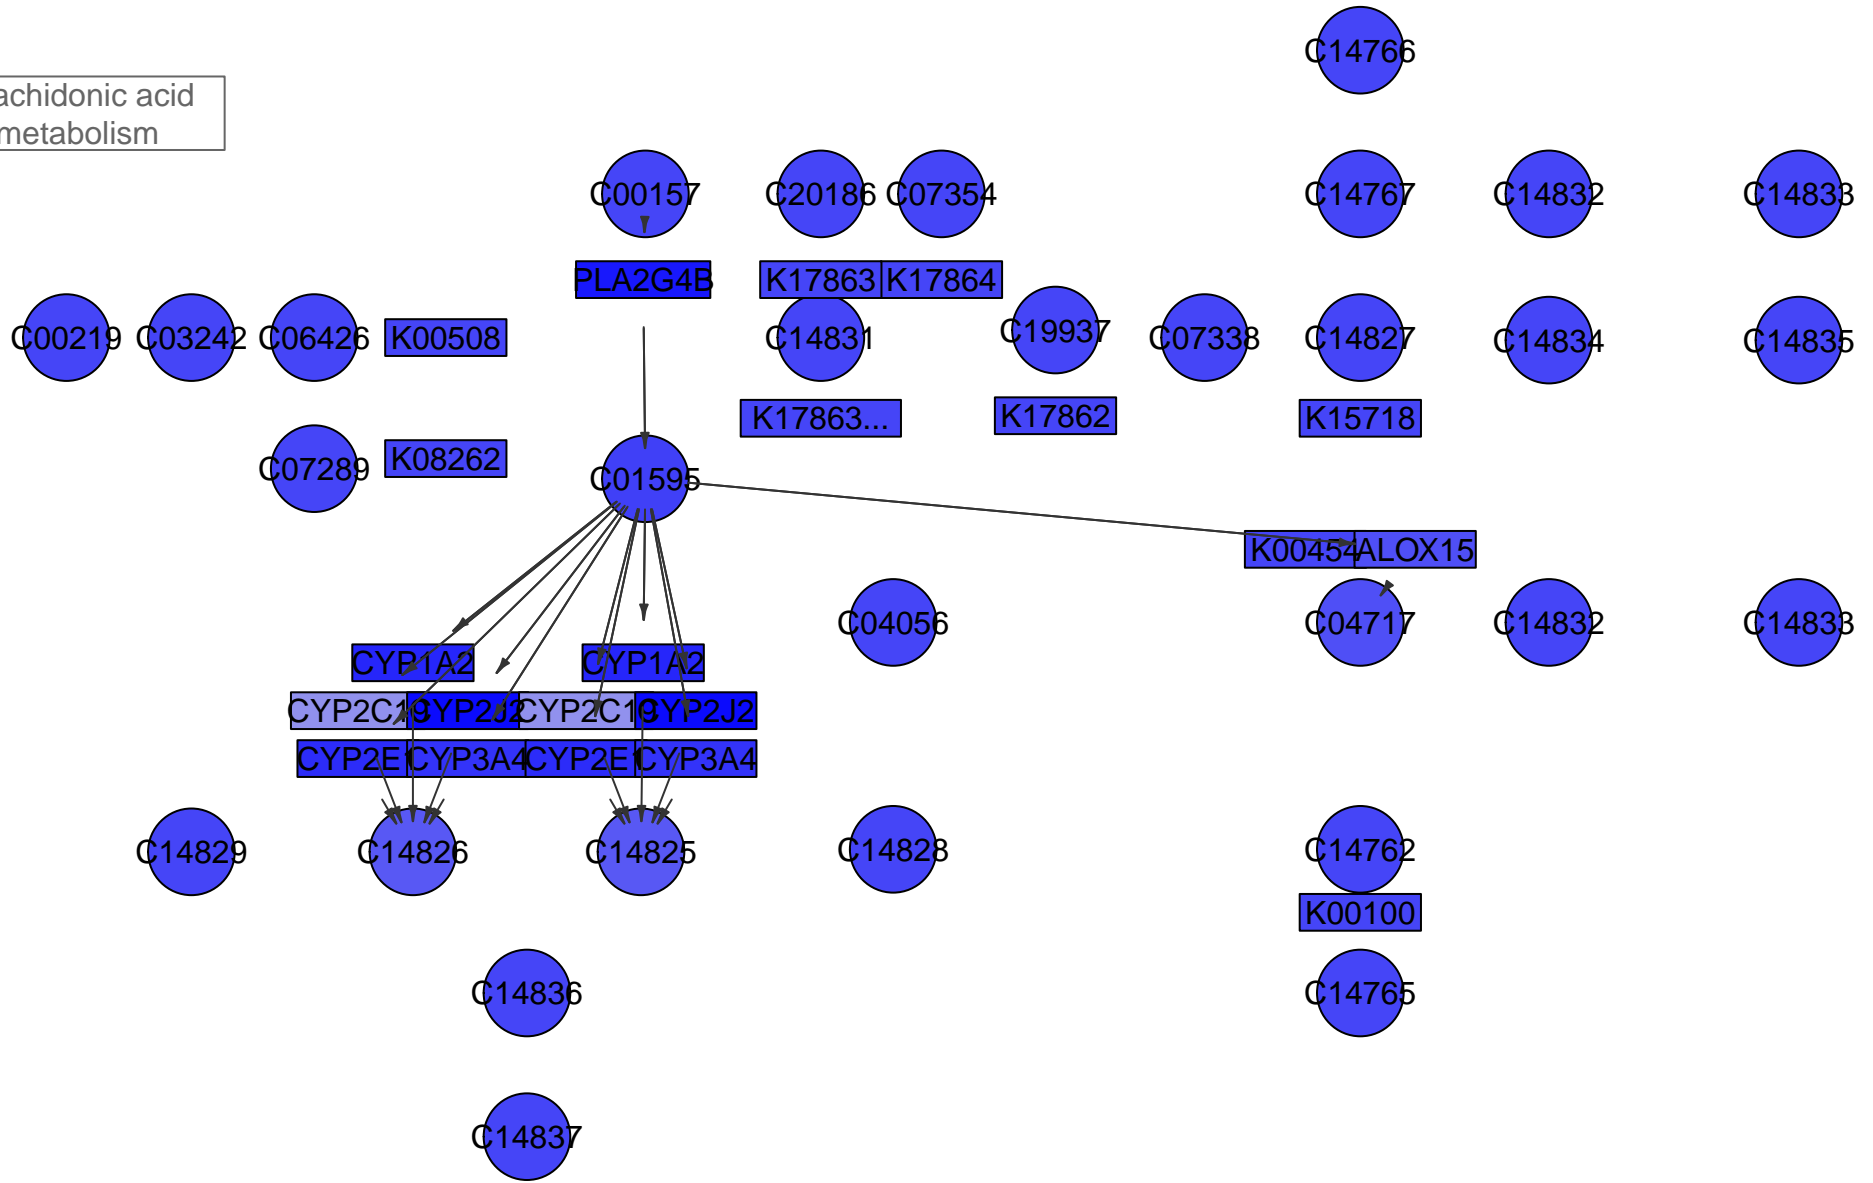 C14766
achidonic acid
metabolism
C00157
C20186
C07354
C14767
C14832
C14833
PLA2G4B
K17863
K17864
C00219
C03242
C06426
K00508
C14831
C19937
C07338
C14827
C14834
C14835
K17863...
K17862
K15718
C07289
K08262
C01595
K00454
ALOX15
C04056
C04717
C14832
C14833
CYP1A2
CYP1A2
CYP2C19
CYP2J2
CYP2C19
CYP2J2
CYP2E1
CYP3A4
CYP2E1
CYP3A4
C14829
C14826
C14825
C14828
C14762
K00100
C14836
C14765
C14837